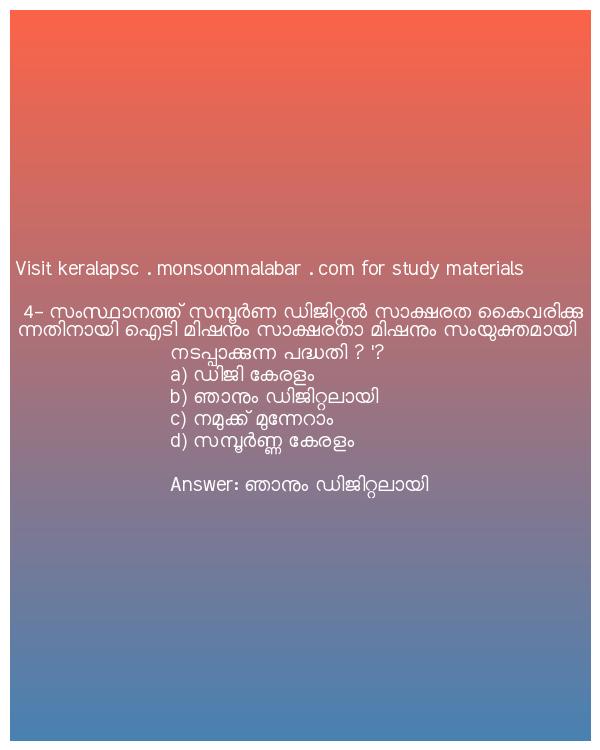 Visit keralapsc . monsoonmalabar . com for study materials
4- സംസ്ഥാനത്ത് സമ്പൂർണ ഡിജിറ്റൽ സാക്ഷരത കൈവരിക്കു
ന്നതിനായി ഐടി മിഷനും സാക്ഷരതാ മിഷനും സംയുക്തമായി
നടപ്പാക്കുന്ന പദ്ധതി ? '?
a) ഡിജി കേരളം
b) ഞാനും ഡിജിറ്റലായി
c) നമുക്ക് മുന്നേറാം
d) സമ്പൂർണ്ണ കേരളം
Answer: ഞാനും ഡിജിറ്റലായി